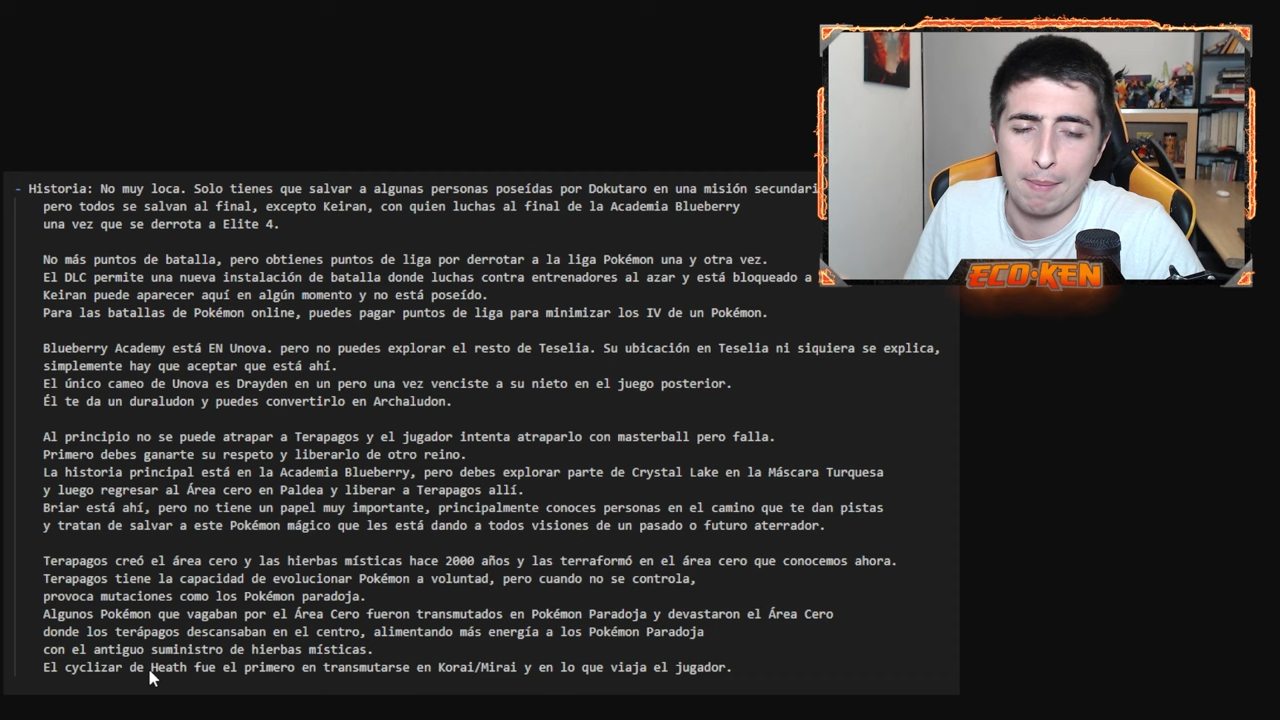 - Historia: No muy loca. Solo tienes que salvar a algunas personas poseídas por Dokutaro en una misión
pero todos se salvan al final, excepto Keiran, con quien luchas al final de la Academia Blueberry
una vez que se derrota a Elite 4.
No más puntos de batalla, pero obtienes puntos de liga por derrotar a la liga Pokémon una y otra vez.
El DLC permite una nueva instalación de batalla donde luchas contra entrenadores al azar y está bloqueado a
Keiran puede aparecer aquí en algún momento y no está poseído.
Para las batallas de Pokémon online, puedes pagar puntos de liga para minimizar los IV de un Pokémon.
Blueberry Academy está EN Unova. pero no puedes explorar el resto de Teselia. Su ubicación en Teselia ni siquiera se explica,
simplemente hay que aceptar que está ahí.
El único cameo de Unova es Drayden en un pero una vez venciste a su nieto en el juego posterior.
Él te da un duraludon y puedes convertirlo en Archaludon.
Al principio no se puede atrapar a Terapagos y el jugador intenta atraparlo con masterball pero falla.
Primero debes ganarte su respeto y liberarlo de otro reino.
La historia principal está en la Academia Blueberry, pero debes explorar parte de Crystal Lake en la Máscara Turquesa
y luego regresar al Área cero en Paldea y liberar a Terapagos allí.
Briar está ahí, pero no tiene un papel muy importante, principalmente conoces personas en el camino que te dan pistas
y tratan de salvar a este Pokémon mágico que les está dando a todos visiones de un pasado o futuro aterrador.
Terapagos creó el área cero y las hierbas místicas hace 2000 años y las terraformó en el área cero que conocemos ahora.
Terapagos tiene la capacidad de evolucionar Pokémon a voluntad, pero cuando no se controla,
provoca mutaciones como los Pokémon paradoja.
Algunos Pokémon que vagaban por el Área Cero fueron transmutados en Pokémon Paradoja y devastaron el Área Cero
donde los terápagos descansaban en el centro, alimentando más energía a los Pokémon Paradoja
con el antiguo suministro de hierbas místicas.
El cyclizar de Heath fue el primero en transmutarse en Korai/Mirai y en lo que viaja el jugador.
ECO·KEN